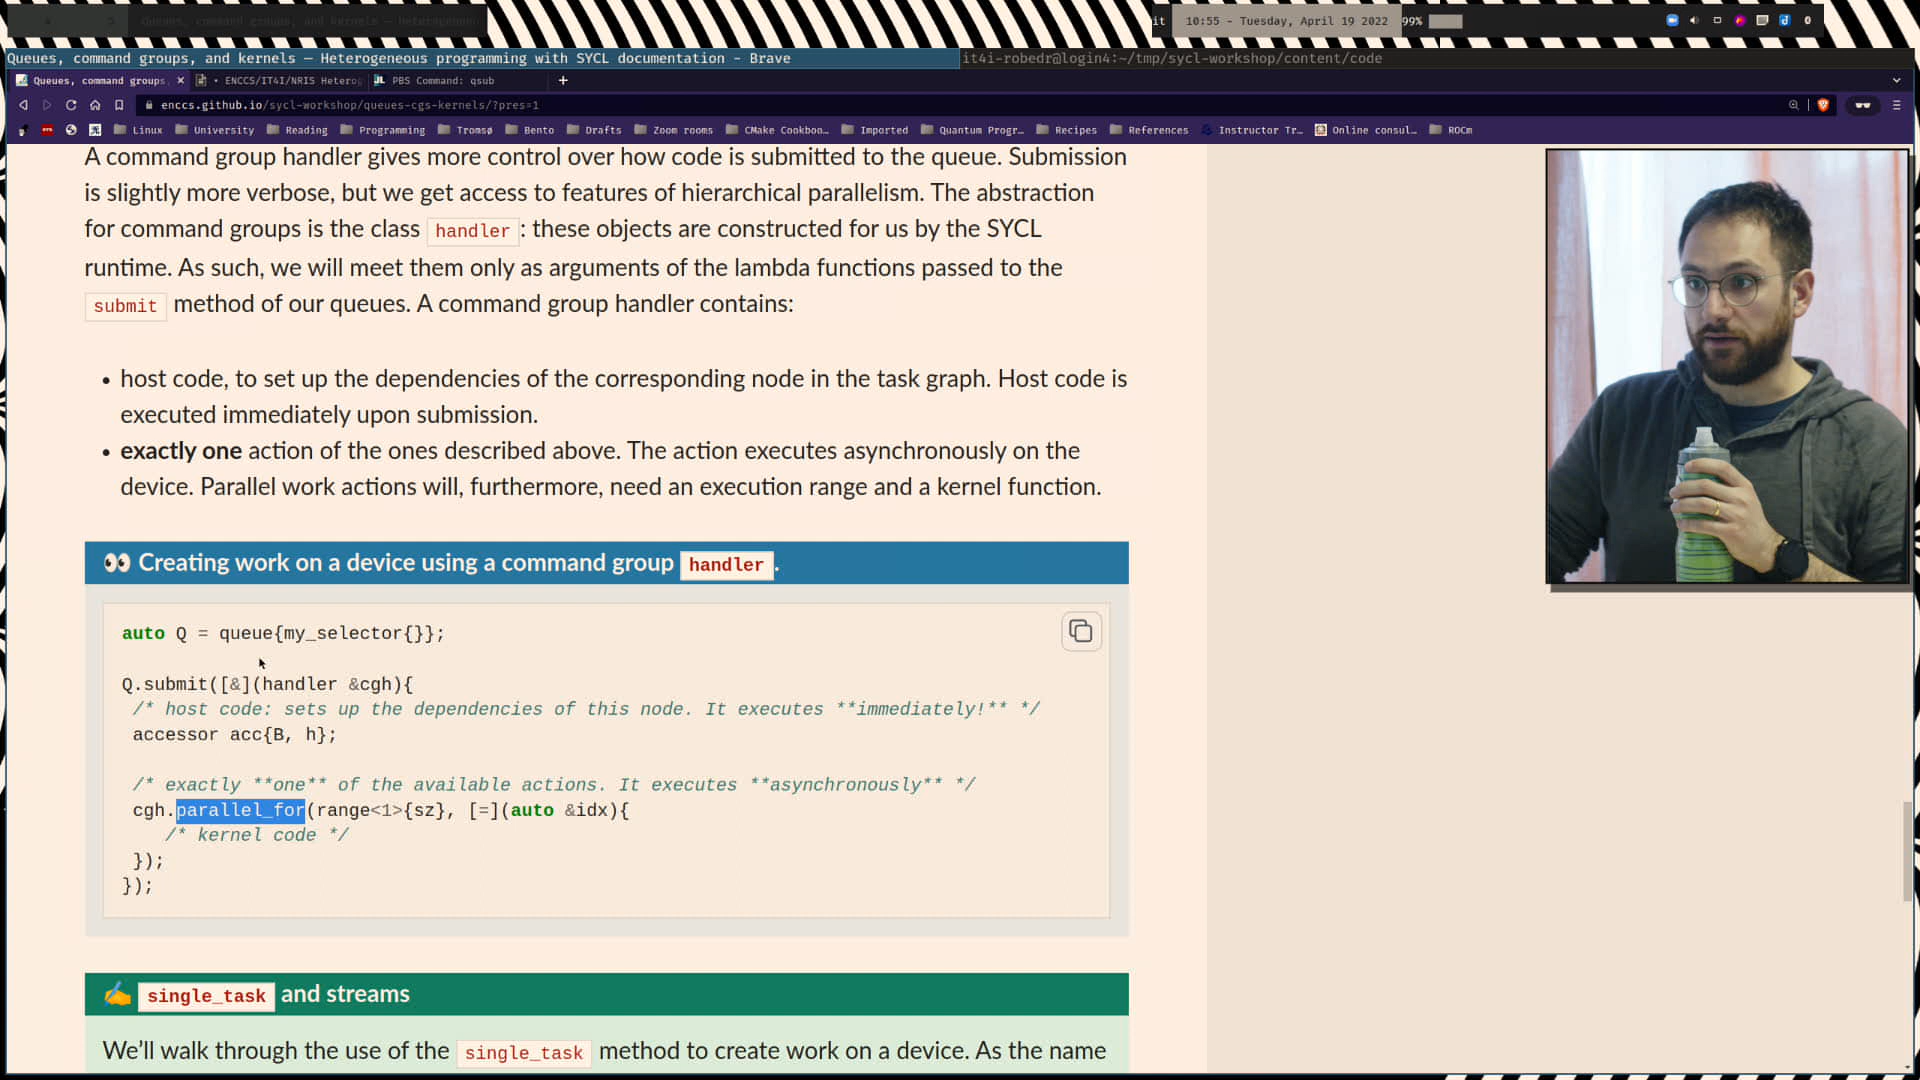 Queues, command groups, and kernels — Heterogeneous
it
10:55 - Tuesday, April 19 2022
99%
Queues, command groups, and kernels — Heterogeneous programming with SYCL documentation - Brave
it4i-robedr@login4:~/tmp/sycl-workshop/content/code
Queues, command groups,
ENCCS/IT4I/NRIS Heterog
PBS Command: qsub
enccs.github.io/sycl-workshop/queues-cgs-kernels/?pres=1
Linux University Reading Programming Tromsø Bento Drafts Zoom rooms CMake Cookboo… Imported Quantum Progr… Recipes References Instructor Tr… Online consul… ROCm
A command group handler gives more control over how code is submitted to the queue. Submission
is slightly more verbose, but we get access to features of hierarchical parallelism. The abstraction
for command groups is the class handler: these objects are constructed for us by the SYCL
runtime. As such, we will meet them only as arguments of the lambda functions passed to the
submit method of our queues. A command group handler contains:
• host code, to set up the dependencies of the corresponding node in the task graph. Host code is
executed immediately upon submission.
• exactly one action of the ones described above. The action executes asynchronously on the
device. Parallel work actions will, furthermore, need an execution range and a kernel function.
👀 Creating work on a device using a command group handler.
auto Q = queue{my_selector{}};
Q.submit([&](handler &cgh){
/* host code: sets up the dependencies of this node. It executes **immediately!** */
accessor acc{B, h};
/* exactly **one** of the available actions. It executes **asynchronously** */
cgh.parallel_for(range<1>{sz}, [=](auto &idx){
/* kernel code */
});
});
✍️ single_task and streams
We'll walk through the use of the single_task method to create work on a device. As the name